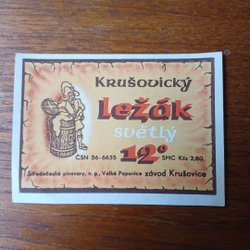 Krušovický
ležák
světlý
12°
ČSN 56-6635
SMC Kčs 2,80
Středočeské pivovary, s. p., Velké Popovice závod Krušovice